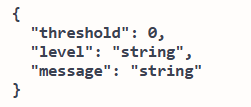 {
  "threshold": 0,
  "level": "string",
  "message": "string"
}